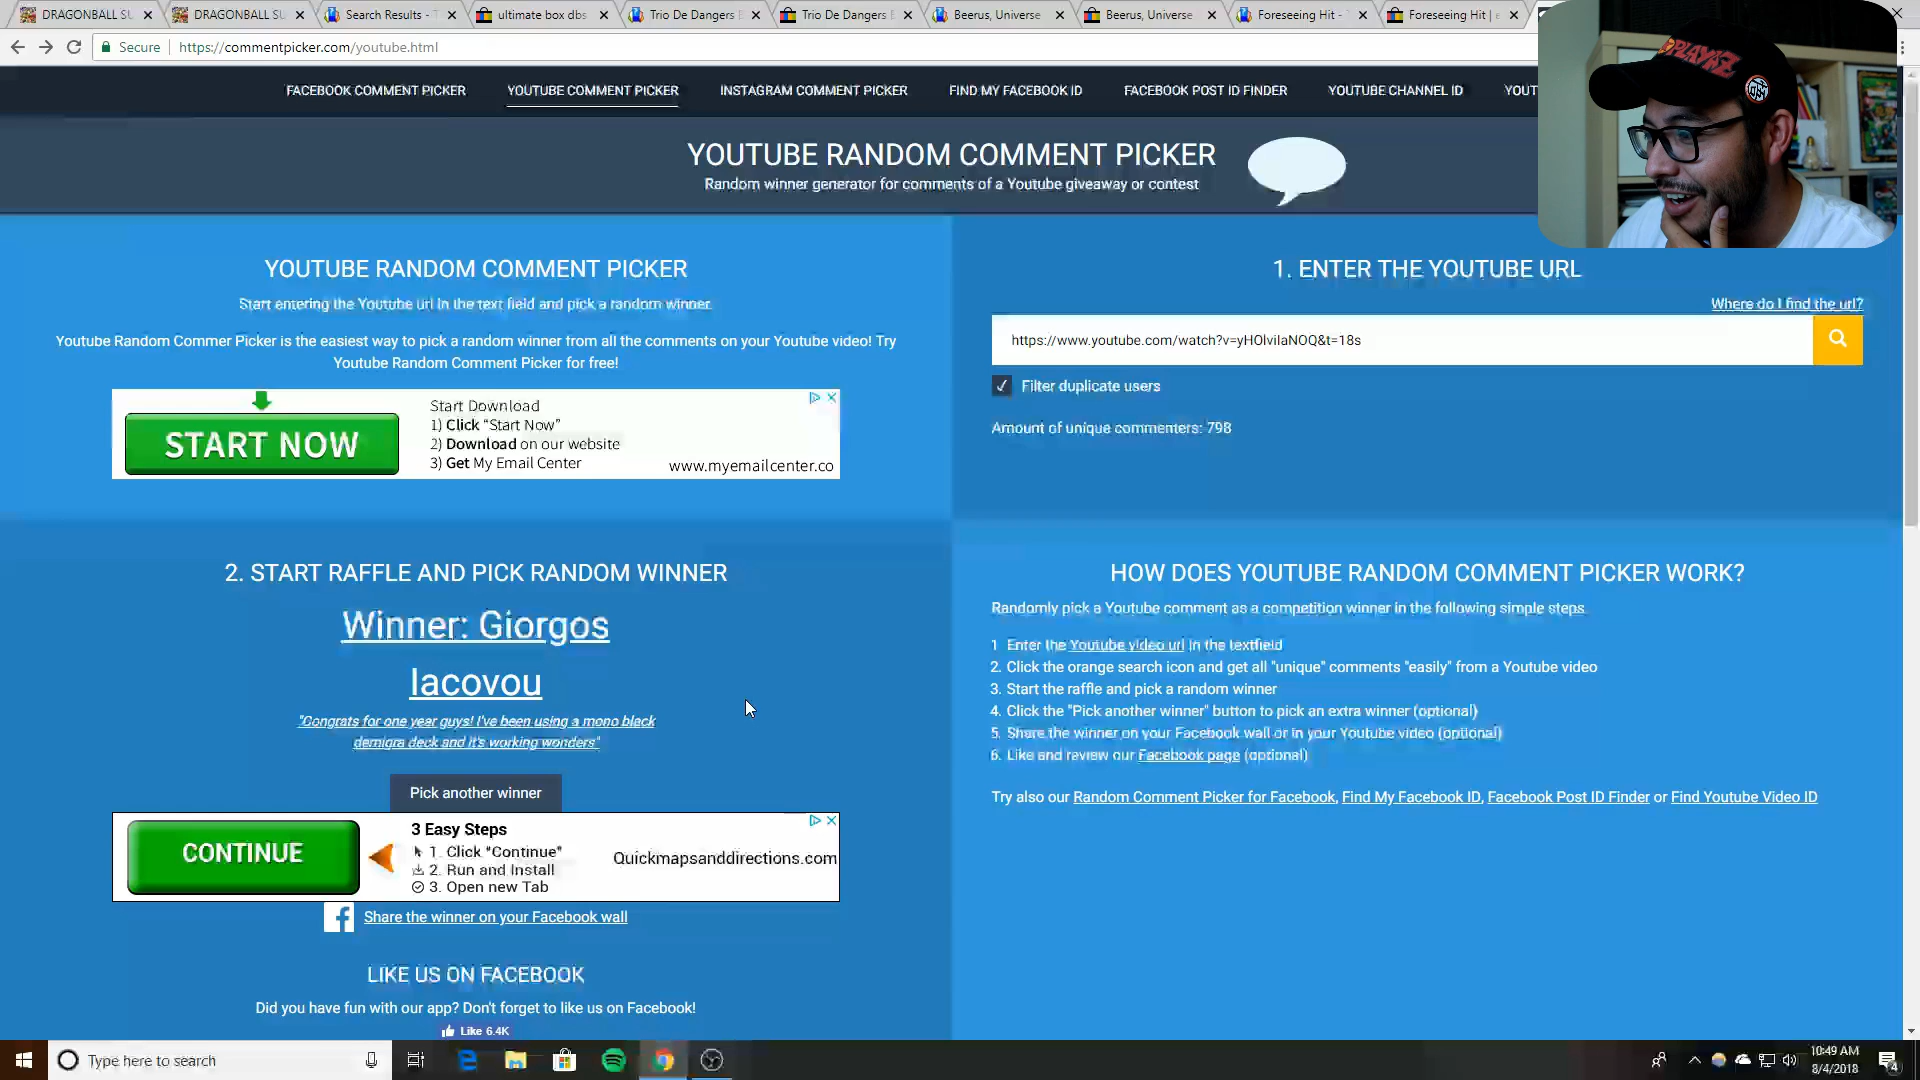 DRAGONBALL SU
DRAGONBALL SU
Search Results - T
ultimate box dbs
Trio De Dangers E
Trio De Dangers E
Beerus, Universe
Beerus, Universe
Foreseeing Hit - T
Foreseeing Hit | e
Secure
https://commentpicker.com/youtube.html
FACEBOOK COMMENT PICKER
YOUTUBE COMMENT PICKER
INSTAGRAM COMMENT PICKER
FIND MY FACEBOOK ID
FACEBOOK POST ID FINDER
YOUTUBE CHANNEL ID
YOUT
PLAYAZ
YOUTUBE RANDOM COMMENT PICKER
Random winner generator for comments of a Youtube giveaway or contest
YOUTUBE RANDOM COMMENT PICKER
Start entering the Youtube url in the text field and pick a random winner.
Youtube Random Commer Picker is the easiest way to pick a random winner from all the comments on your Youtube video! Try
Youtube Random Comment Picker for free!
START NOW
Start Download
1) Click “Start Now”
2) Download on our website
3) Get My Email Center
www.myemailcenter.co
1. ENTER THE YOUTUBE URL
Where do I find the url?
https://www.youtube.com/watch?v=yHOlviIaNOQ&t=18s
Filter duplicate users
Amount of unique commenters: 798
2. START RAFFLE AND PICK RANDOM WINNER
Winner: Giorgos
Iacovou
"Congrats for one year guys! I've been using a mono black
demigra deck and it's working wonders"
Pick another winner
CONTINUE
3 Easy Steps
1. Click "Continue"
2. Run and Install
3. Open new Tab
Quickmapsanddirections.com
Share the winner on your Facebook wall
LIKE US ON FACEBOOK
Did you have fun with our app? Don't forget to like us on Facebook!
Like 6.4K
HOW DOES YOUTUBE RANDOM COMMENT PICKER WORK?
Randomly pick a Youtube comment as a competition winner in the following simple steps.
1 Enter the Youtube video url in the textfield
2. Click the orange search icon and get all "unique" comments "easily" from a Youtube video
3. Start the raffle and pick a random winner
4. Click the "Pick another winner" button to pick an extra winner (optional)
5. Share the winner on your Facebook wall or in your Youtube video (optional)
6. Like and review our Facebook page (optional)
Try also our Random Comment Picker for Facebook, Find My Facebook ID, Facebook Post ID Finder or Find Youtube Video ID
Type here to search
10:49 AM
8/4/2018
4